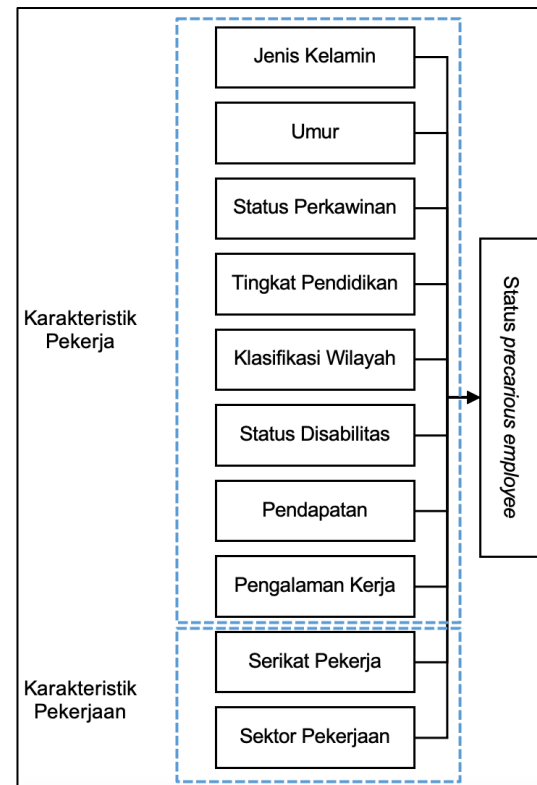 Karakteristik
Pekerja
Jenis Kelamin
Umur
Status Perkawinan
Tingkat Pendidikan
Klasifikasi Wilayah
Status Disabilitas
Pendapatan
Pengalaman Kerja
Karakteristik
Pekerjaan
Serikat Pekerja
Sektor Pekerjaan
Status precarious employee